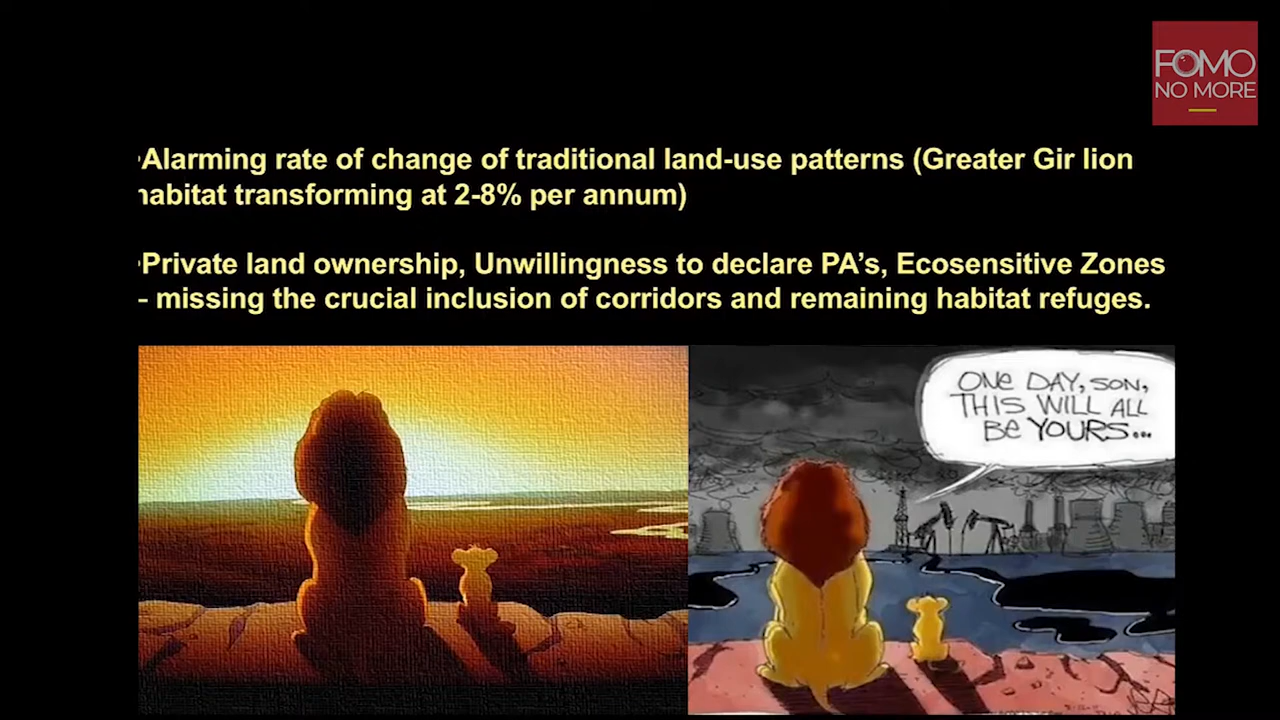 FOMO
NO MORE
•Alarming rate of change of traditional land-use patterns (Greater Gir lion
habitat transforming at 2-8% per annum)
•Private land ownership, Unwillingness to declare PA's, Ecosensitive Zones
– missing the crucial inclusion of corridors and remaining habitat refuges.
ONE DAY, SON,
THIS WILL ALL
BE YOURS...